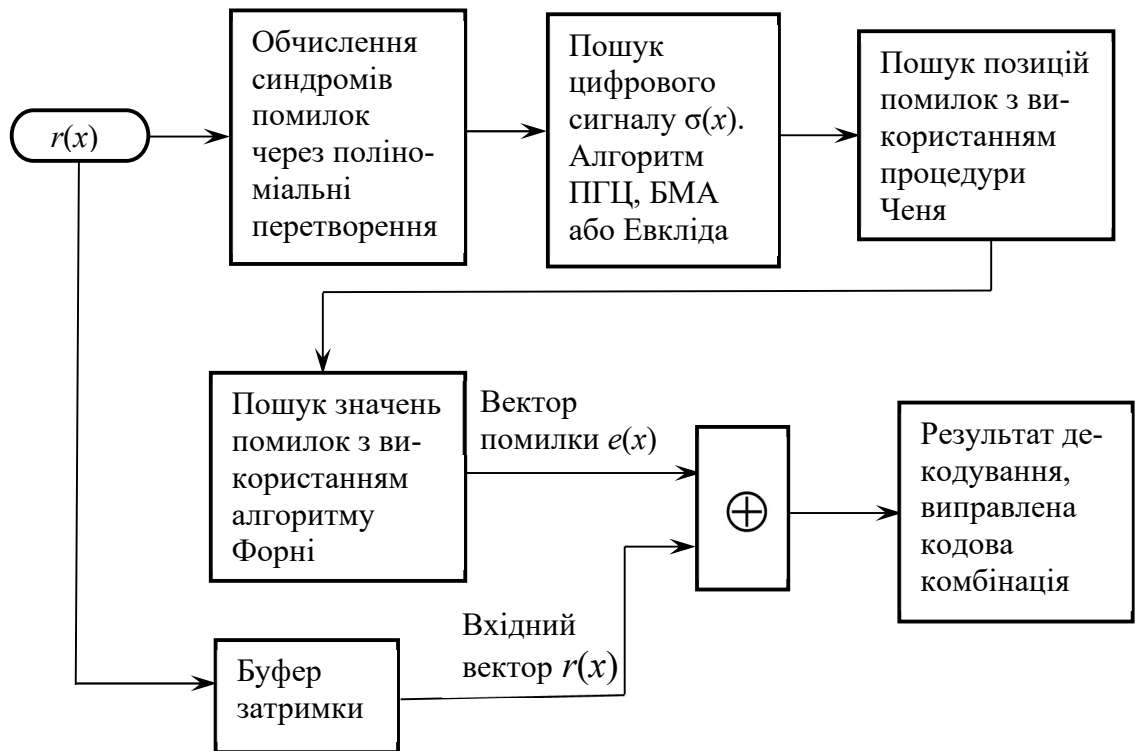 r(x)
Обчислення
синдромів
помилок
через поліно-
міальні
перетворення
Пошук
цифрового
сигналу σ(x).
Алгоритм
ПГЦ, БМА
або Евкліда
Пошук позицій
помилок з ви-
користанням
процедури
Ченя
Пошук значень
помилок з ви-
користанням
алгоритму
Форні
Вектор
помилки e(x)
⊕
Результат де-
кодування,
виправлена
кодова
комбінація
Вхідний
вектор r(x)
Буфер
затримки